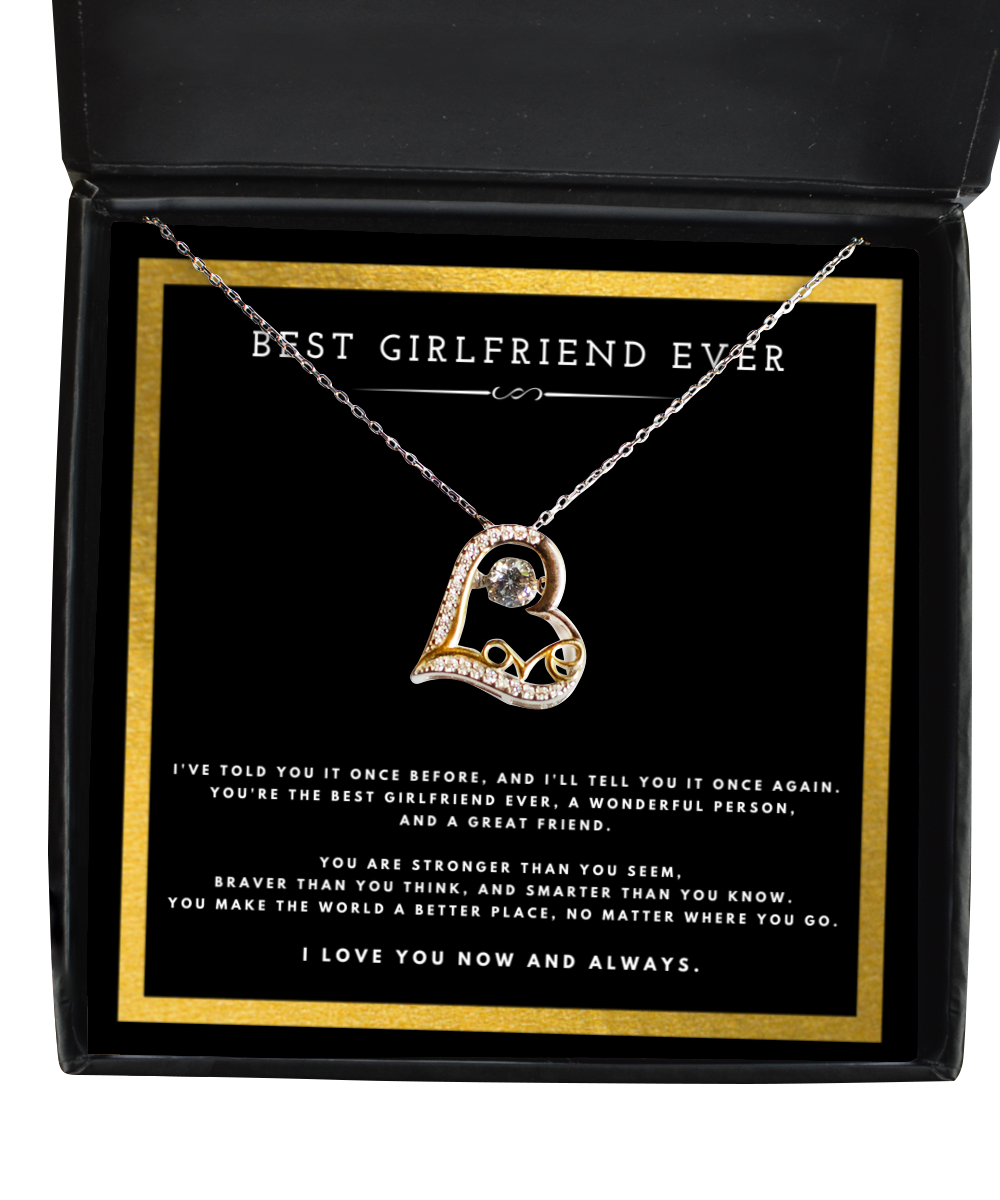 BEST GIRLFRIEND EVER
love
I'VE TOLD YOU IT ONCE BEFORE, AND I'LL TELL YOU IT ONCE AGAIN.
YOU'RE THE BEST GIRLFRIEND EVER, A WONDERFUL PERSON,
AND A GREAT FRIEND.
YOU ARE STRONGER THAN YOU SEEM,
BRAVER THAN YOU THINK, AND SMARTER THAN YOU KNOW.
YOU MAKE THE WORLD A BETTER PLACE, NO MATTER WHERE YOU GO.
I LOVE YOU NOW AND ALWAYS.